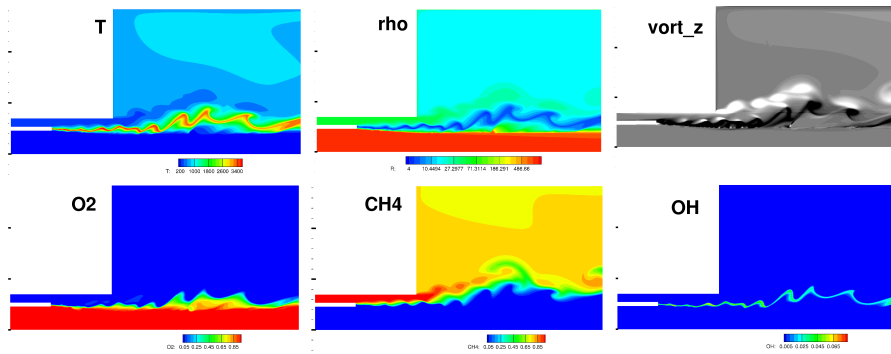 T
rho
vort_z
T: 200 1000 1800 2600 3400
R: 4 10.4494 27.2977 71.3114 186.291 486.66
O2
CH4
OH
O2: 0.05 0.25 0.45 0.65 0.85
CH4: 0.05 0.25 0.45 0.65 0.85
OH: 0.005 0.025 0.045 0.065